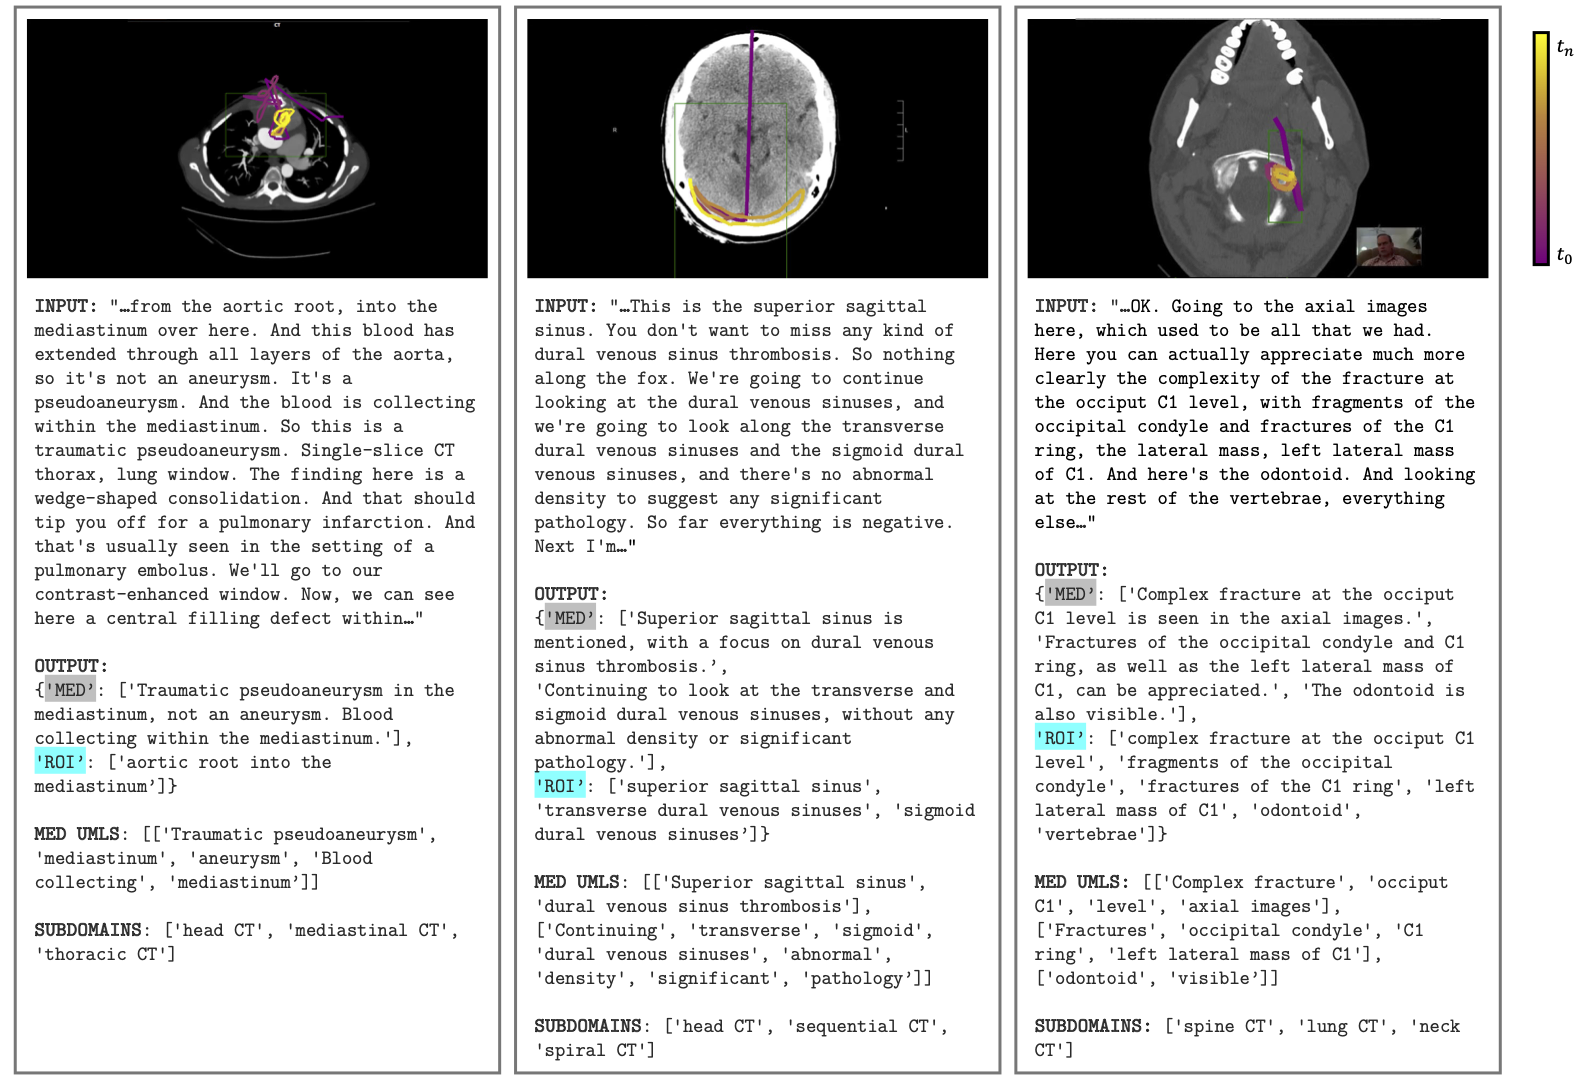 CT
INPUT: "…from the aortic root, into the
mediastinum over here. And this blood has
extended through all layers of the aorta,
so it's not an aneurysm. It's a
pseudoaneurysm. And the blood is collecting
within the mediastinum. So this is a
traumatic pseudoaneurysm. Single-slice CT
thorax, lung window. The finding here is a
wedge-shaped consolidation. And that should
tip you off for a pulmonary infarction. And
that's usually seen in the setting of a
pulmonary embolus. We'll go to our
contrast-enhanced window. Now, we can see
here a central filling defect within…"
OUTPUT:
{'MED’: ['Traumatic pseudoaneurysm in the
mediastinum, not an aneurysm. Blood
collecting within the mediastinum.'],
'ROI’: ['aortic root into the
mediastinum’]}
MED UMLS: [['Traumatic pseudoaneurysm',
'mediastinum', 'aneurysm', 'Blood
collecting', 'mediastinum’]]
SUBDOMAINS: ['head CT', 'mediastinal CT',
'thoracic CT']
R
L
INPUT: "…This is the superior sagittal
sinus. You don't want to miss any kind of
dural venous sinus thrombosis. So nothing
along the fox. We're going to continue
looking at the dural venous sinuses, and
we're going to look along the transverse
dural venous sinuses and the sigmoid dural
venous sinuses, and there's no abnormal
density to suggest any significant
pathology. So far everything is negative.
Next I'm…"
OUTPUT:
{'MED’: ['Superior sagittal sinus is
mentioned, with a focus on dural venous
sinus thrombosis.’,
'Continuing to look at the transverse and
sigmoid dural venous sinuses, without any
abnormal density or significant
pathology.'],
'ROI’: ['superior sagittal sinus',
'transverse dural venous sinuses', 'sigmoid
dural venous sinuses’]}
MED UMLS: [['Superior sagittal sinus',
'dural venous sinus thrombosis'],
['Continuing', 'transverse', 'sigmoid',
'dural venous sinuses', 'abnormal',
'density', 'significant', 'pathology’]]
SUBDOMAINS: ['head CT', 'sequential CT',
'spiral CT']
INPUT: "…OK. Going to the axial images
here, which used to be all that we had.
Here you can actually appreciate much more
clearly the complexity of the fracture at
the occiput C1 level, with fragments of the
occipital condyle and fractures of the C1
ring, the lateral mass, left lateral mass
of C1. And here's the odontoid. And looking
at the rest of the vertebrae, everything
else…"
OUTPUT:
{'MED’: ['Complex fracture at the occiput
C1 level is seen in the axial images.',
'Fractures of the occipital condyle and C1
ring, as well as the left lateral mass of
C1, can be appreciated.', 'The odontoid is
also visible.'],
'ROI’: ['complex fracture at the occiput C1
level', 'fragments of the occipital
condyle', 'fractures of the C1 ring', 'left
lateral mass of C1', 'odontoid',
'vertebrae']}
MED UMLS: [['Complex fracture', 'occiput
C1', 'level', 'axial images'],
['Fractures', 'occipital condyle', 'C1
ring', 'left lateral mass of C1'],
['odontoid', 'visible’]]
SUBDOMAINS: ['spine CT', 'lung CT', 'neck
CT']
tn
t0